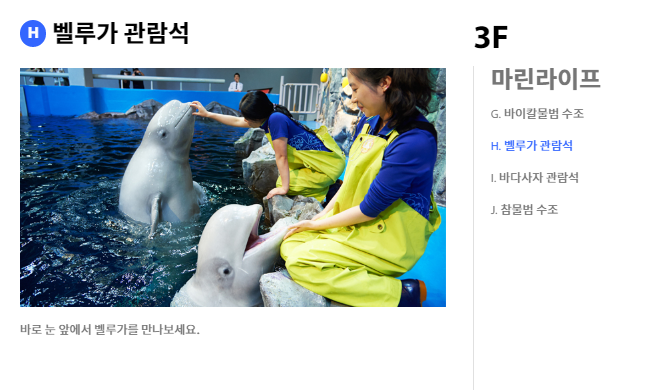 H 벨루가 관람석
바로 눈 앞에서 벨루가를 만나보세요.
3F
마린라이프
G. 바이칼물범 수조
H. 벨루가 관람석
I. 바다사자 관람석
J. 참물범 수조